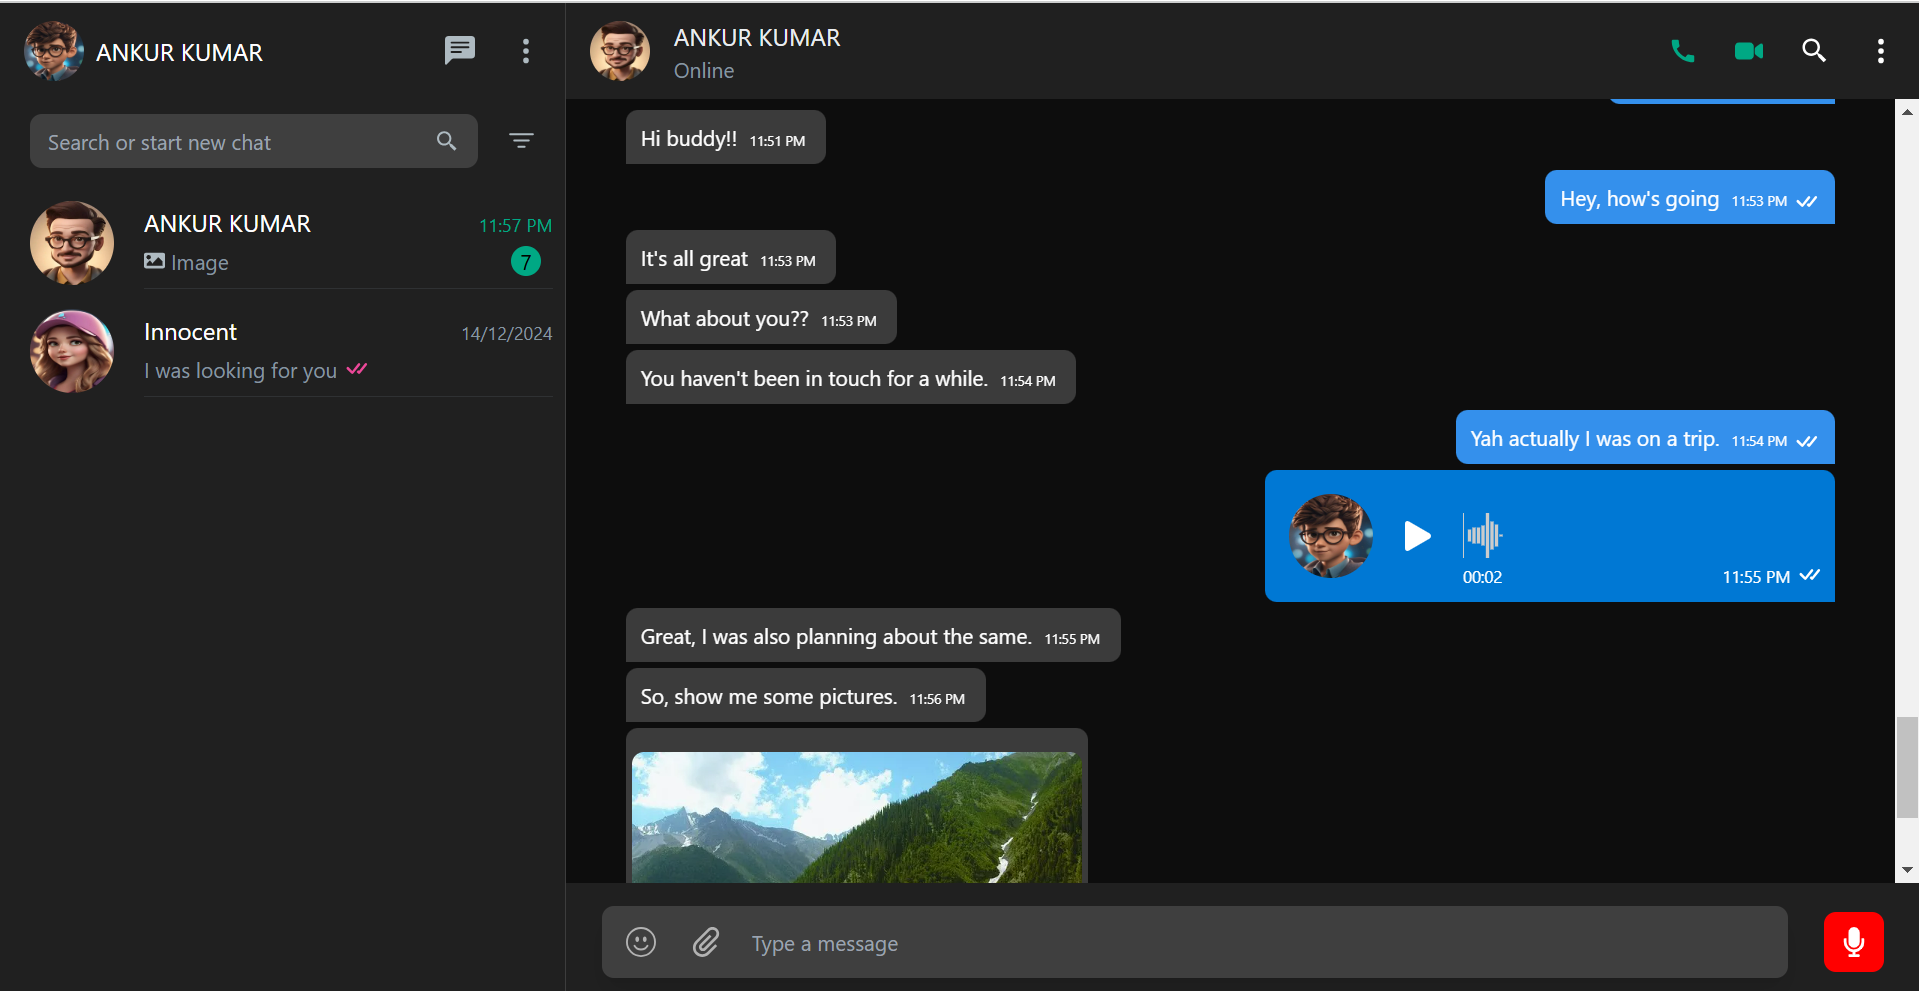 ANKUR KUMAR
Search or start new chat
ANKUR KUMAR
11:57 PM
Image
7
Innocent
14/12/2024
I was looking for you
ANKUR KUMAR
Online
Hi buddy!! 11:51 PM
Hey, how's going 11:53 PM
It's all great 11:53 PM
What about you?? 11:53 PM
You haven't been in touch for a while. 11:54 PM
Yah actually I was on a trip. 11:54 PM
00:02
11:55 PM
Great, I was also planning about the same. 11:55 PM
So, show me some pictures. 11:56 PM
Type a message